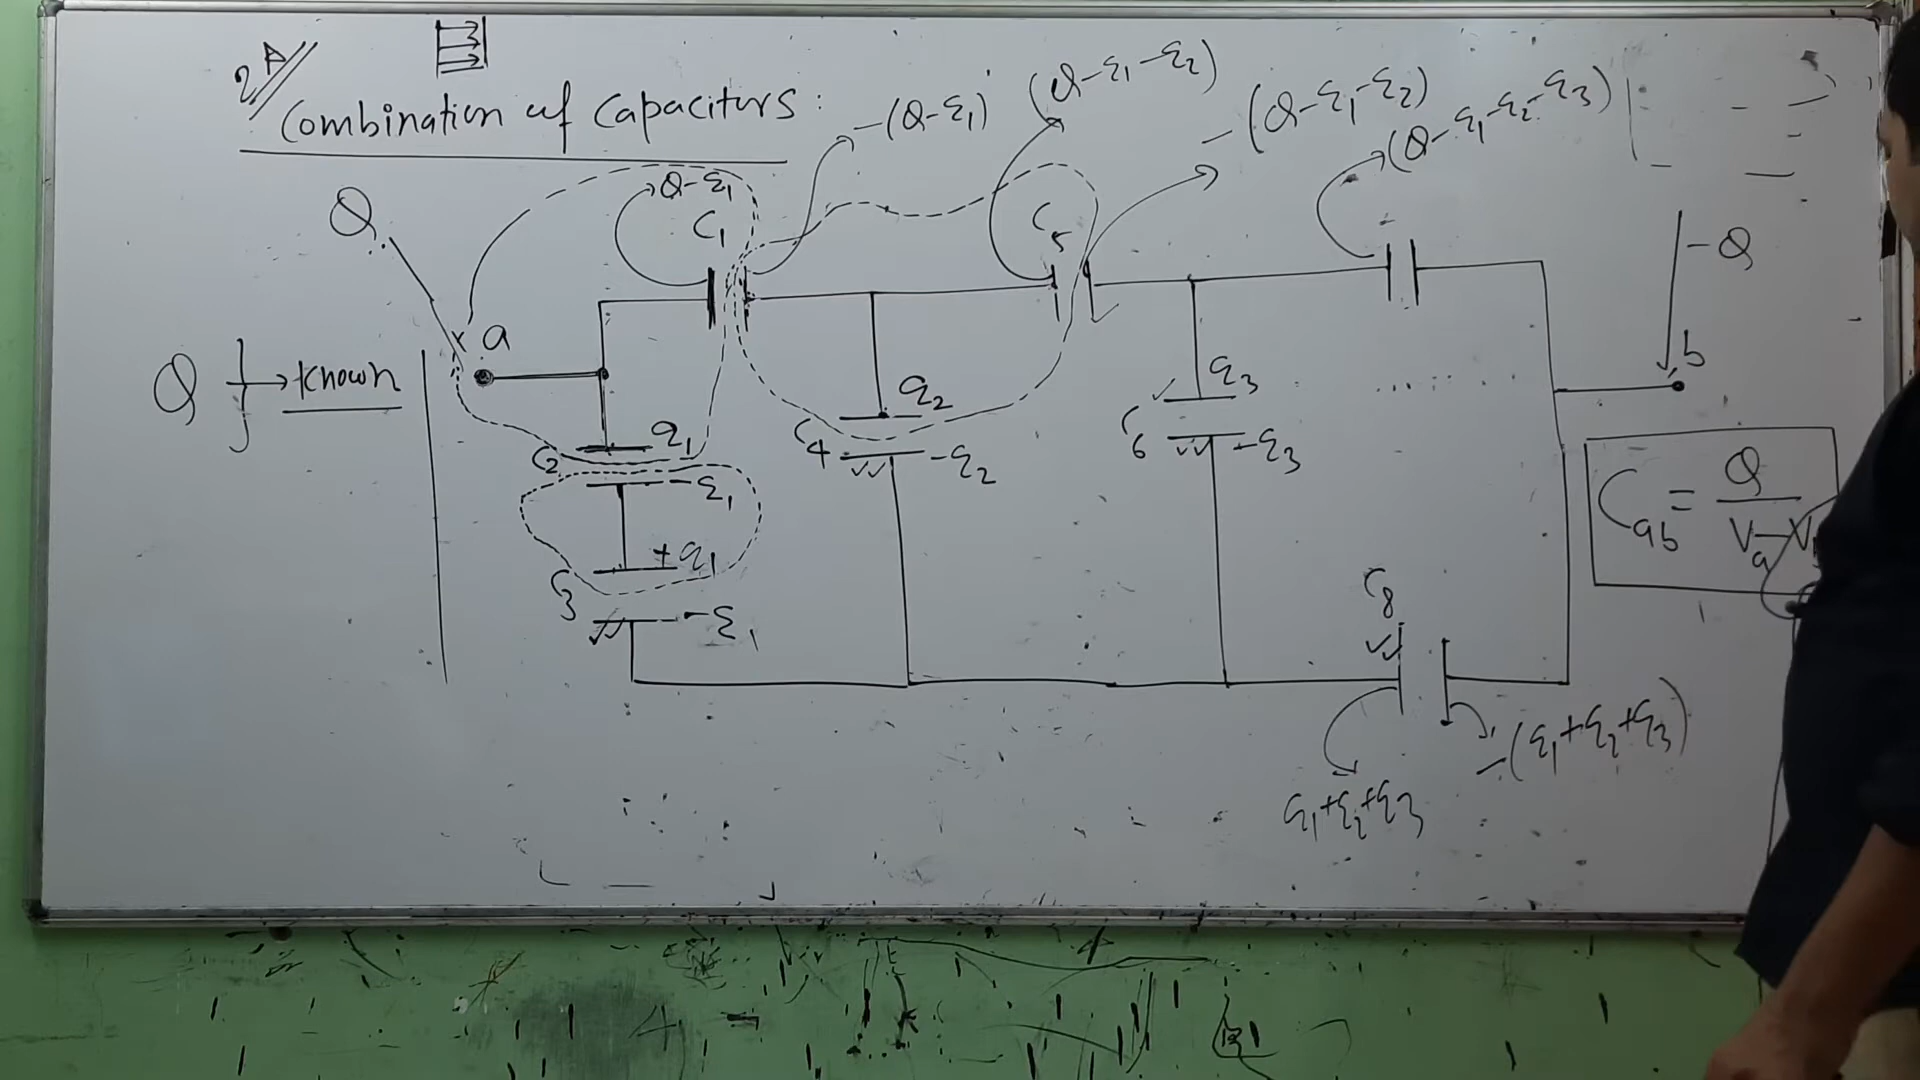 2A
Combination of Capacitors :
-(Q-q1)
(Q-q1-q2)
-(Q-q1-q2)
(Q-q1-q2-q3)
Q
Q-q1
C1
C5
-Q
a
b
Q } → Known
q1
C2
-q1
+q1
C3
-q1
q2
C4
-q2
q3
C6
-q3
........
Cab = Q / Va-V
C8
q1+q2+q3
-(q1+q2+q3)